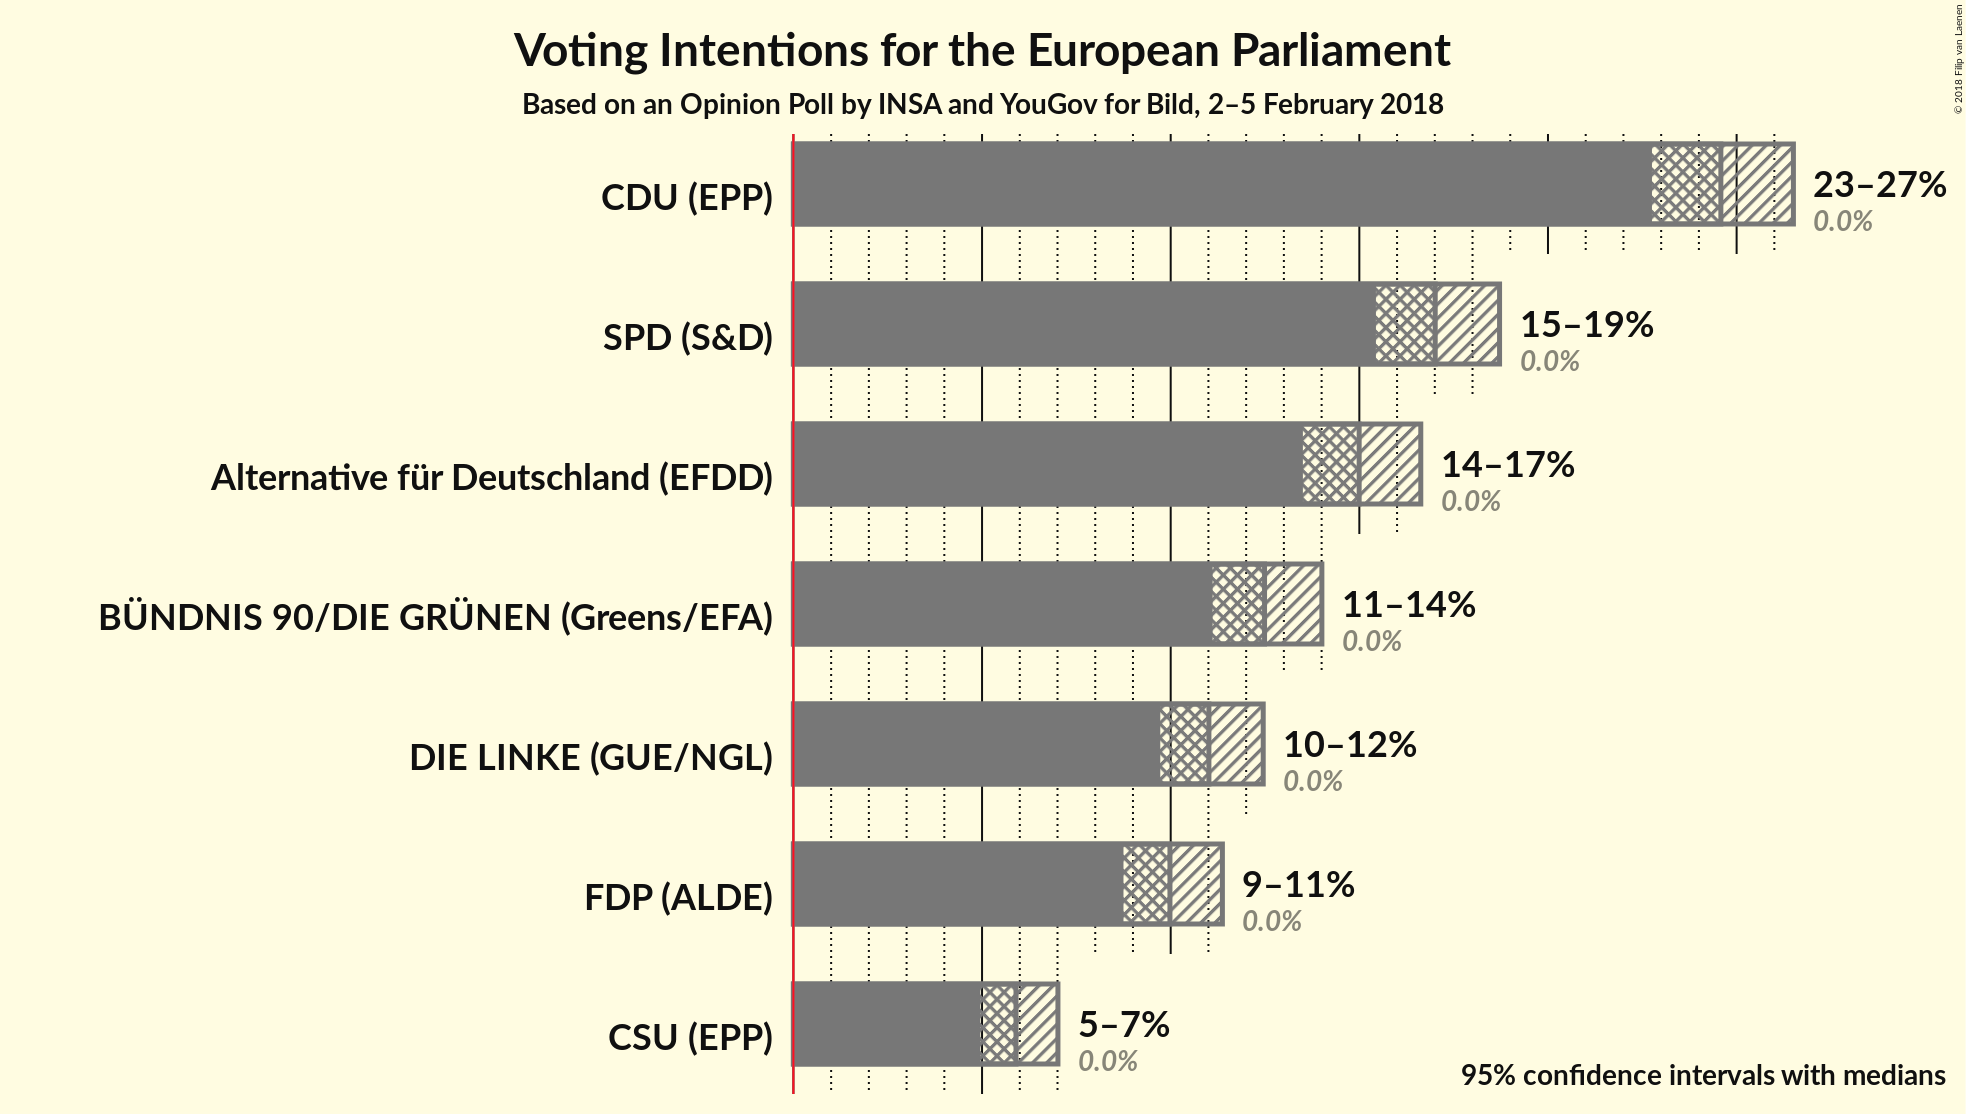 Voting Intentions for the European Parliament
Based on an Opinion Poll by INSA and YouGov for Bild, 2–5 February 2018
© 2018 Filip van Laenen
CDU (EPP)
23–27%
0.0%
SPD (S&D)
15–19%
0.0%
Alternative für Deutschland (EFDD)
14–17%
0.0%
BÜNDNIS 90/DIE GRÜNEN (Greens/EFA)
11–14%
0.0%
DIE LINKE (GUE/NGL)
10–12%
0.0%
FDP (ALDE)
9–11%
0.0%
CSU (EPP)
5–7%
0.0%
95% confidence intervals with medians